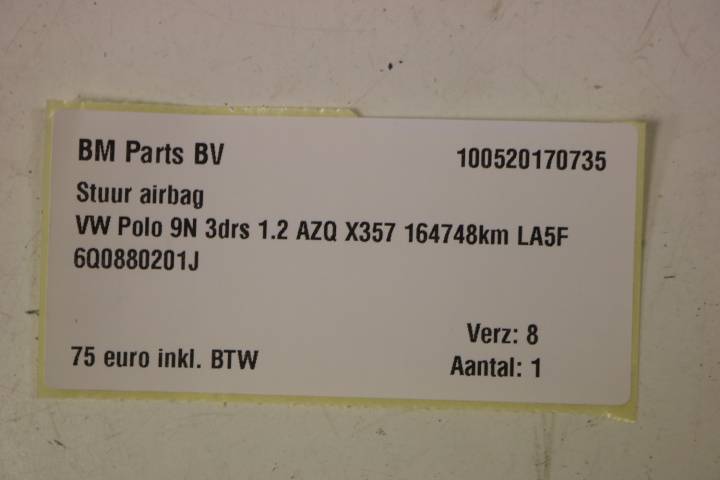 BM Parts BV 100520170735
Stuur airbag
VW Polo 9N 3drs 1.2 AZQ X357 164748km LA5F
6Q0880201J
Verz: 8
75 euro inkl. BTW Aantal: 1